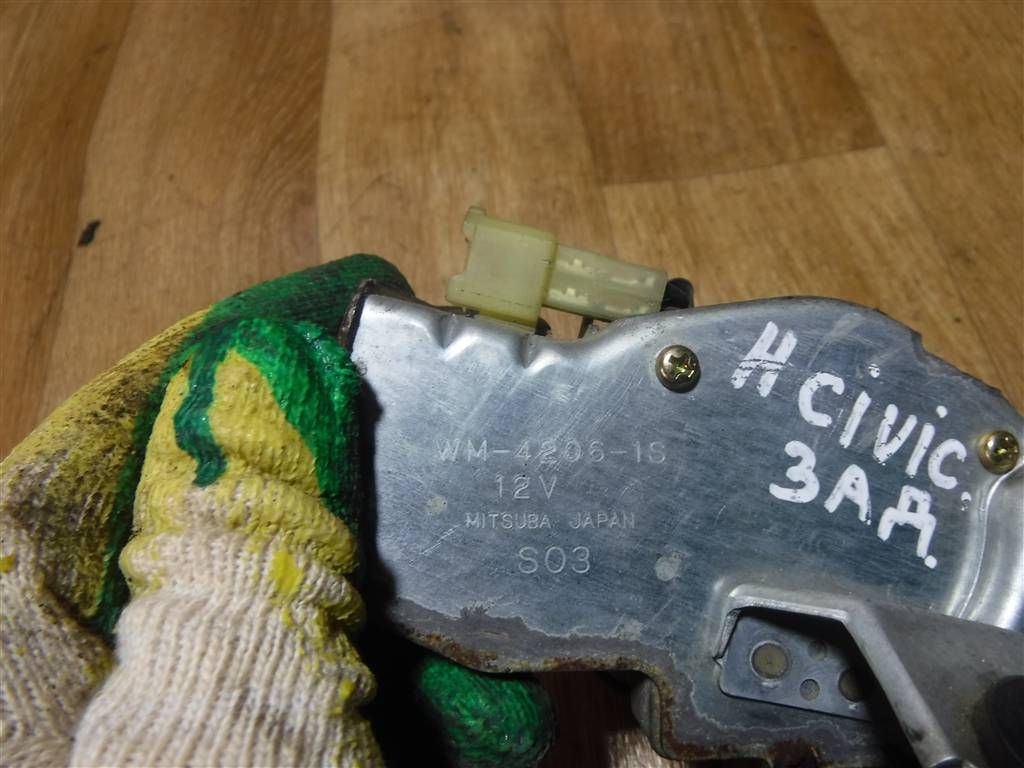 WM-4206-1S
12V
MITSUBA JAPAN
S03
H CIVIC.
ЗАД.